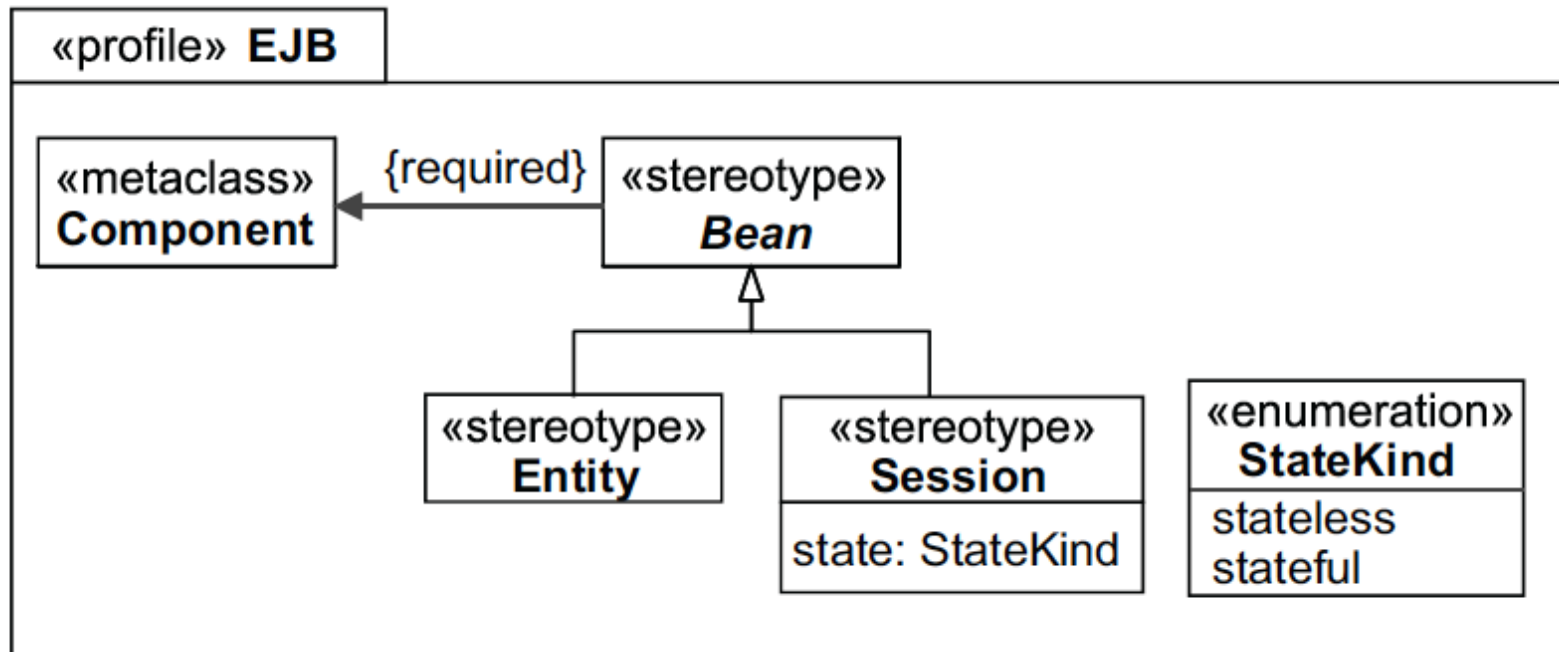 «profile» EJB
«metaclass»
Component
{required}
«stereotype»
Bean
«stereotype»
Entity
«stereotype»
Session
state: StateKind
«enumeration»
StateKind
stateless
stateful